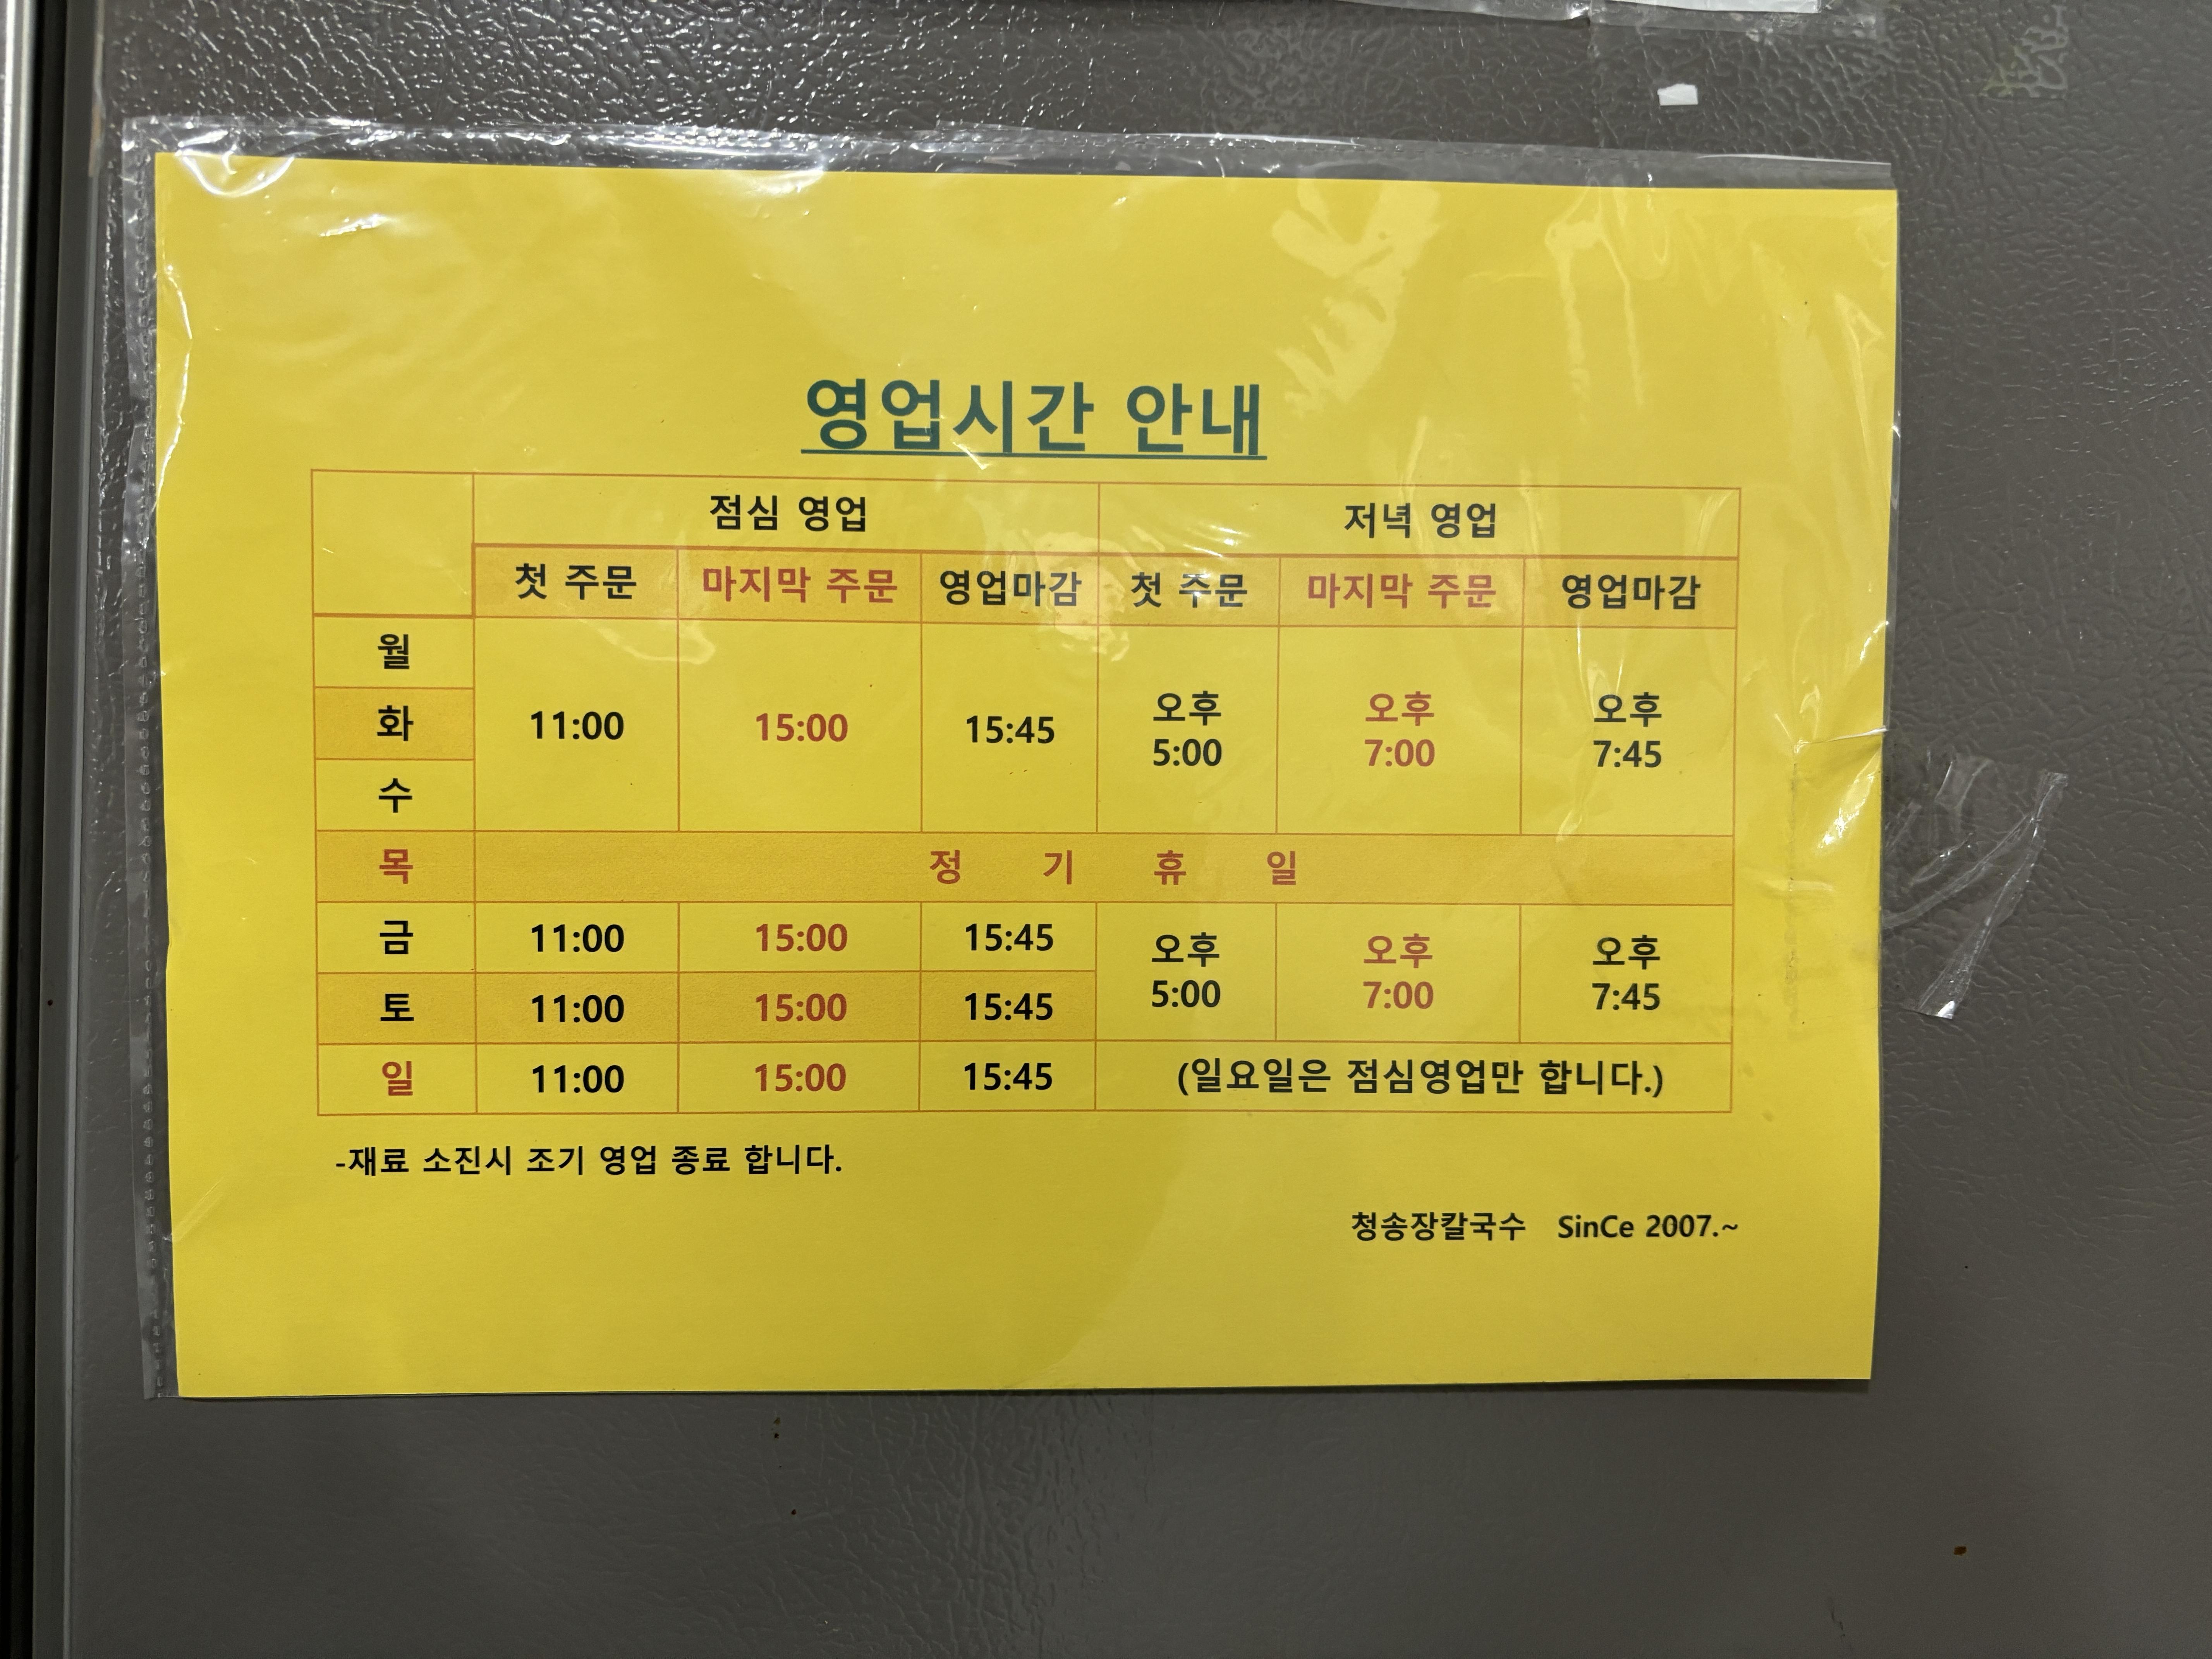 영업시간 안내
점심 영업 저녁 영업
첫 주문 마지막 주문 영업마감 첫 주문 마지막 주문 영업마감
월
화 11:00 15:00 15:45 오후 5:00 오후 7:00 오후 7:45
수
목 정 기 휴 일
금 11:00 15:00 15:45 오후 5:00 오후 7:00 오후 7:45
토 11:00 15:00 15:45
일 11:00 15:00 15:45 (일요일은 점심영업만 합니다.)
-재료 소진시 조기 영업 종료 합니다.
청송장칼국수 SinCe 2007.~